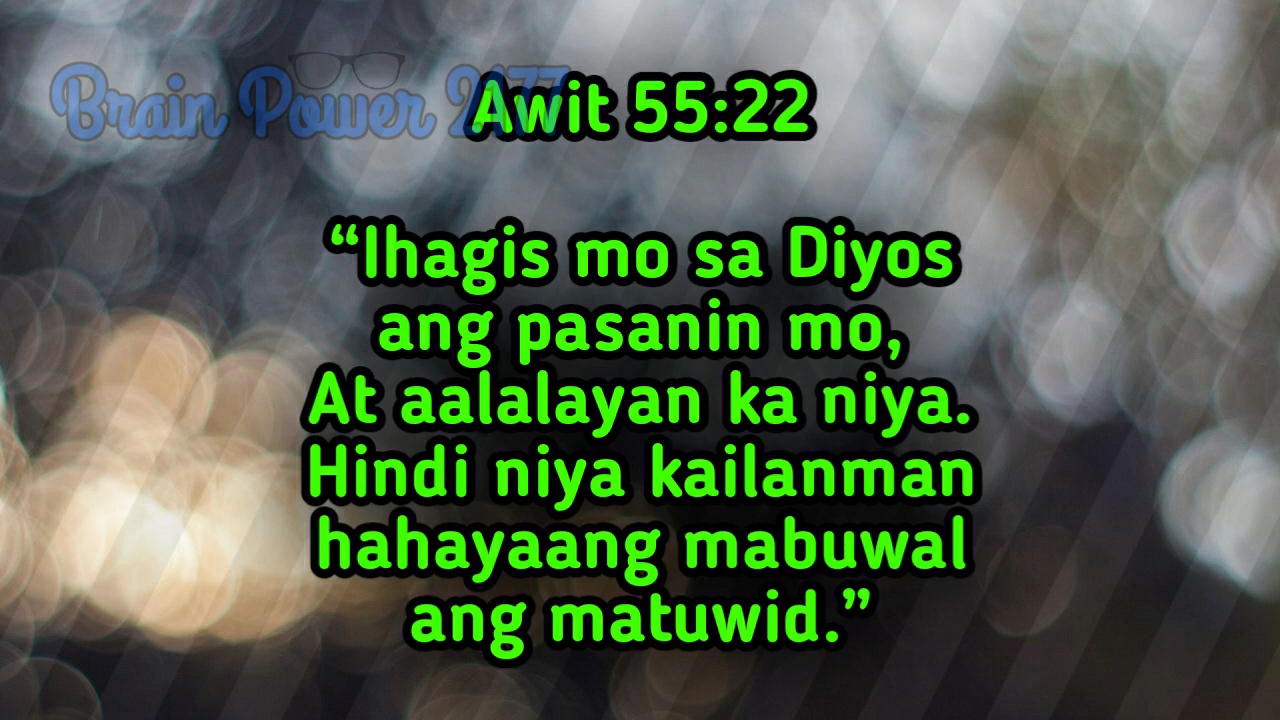 Brain Power 2177
Awit 55:22
“Ihagis mo sa Diyos
ang pasanin mo,
At aalalayan ka niya.
Hindi niya kailanman
hahayaang mabuwal
ang matuwid.”